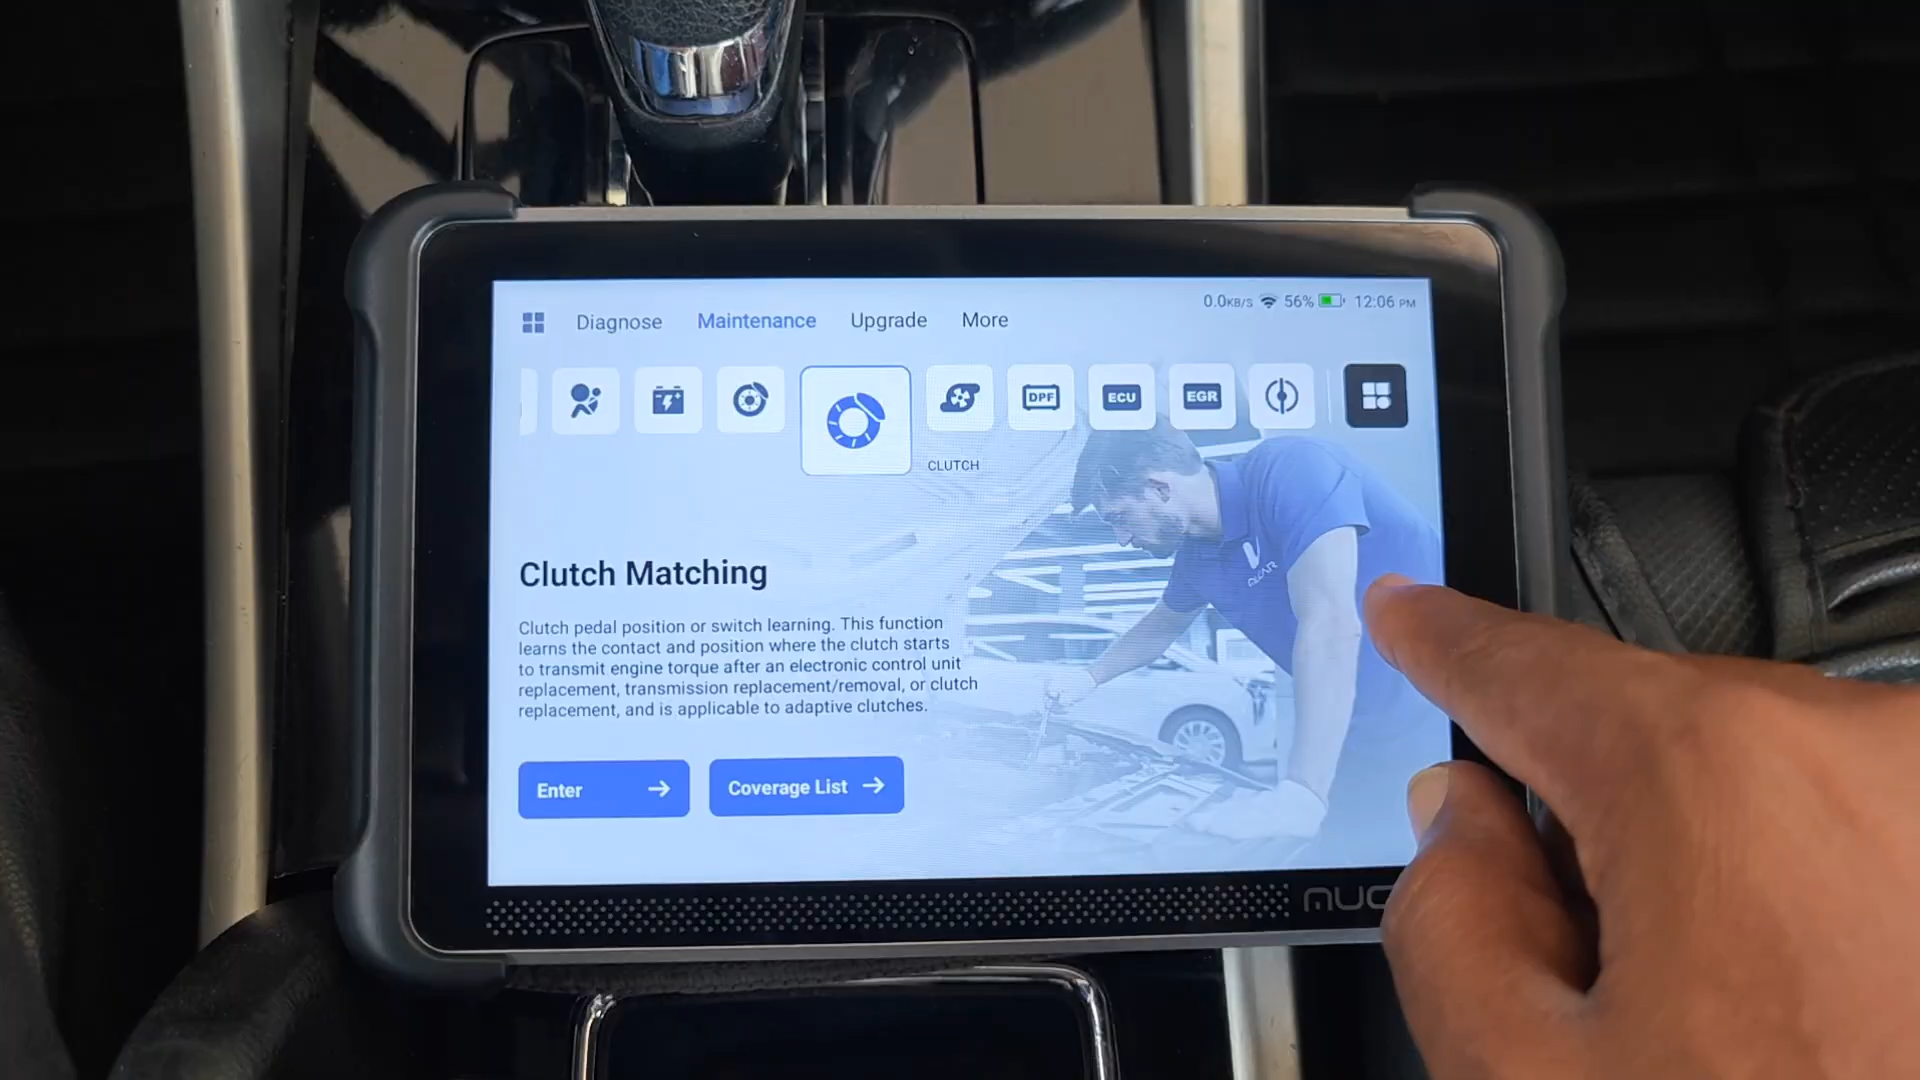 0.0KB/S 56% 12:06 PM
Diagnose Maintenance Upgrade More
DPF ECU EGR
CLUTCH
Clutch Matching
Clutch pedal position or switch learning. This function
learns the contact and position where the clutch starts
to transmit engine torque after an electronic control unit
replacement, transmission replacement/removal, or clutch
replacement, and is applicable to adaptive clutches.
Enter Coverage List